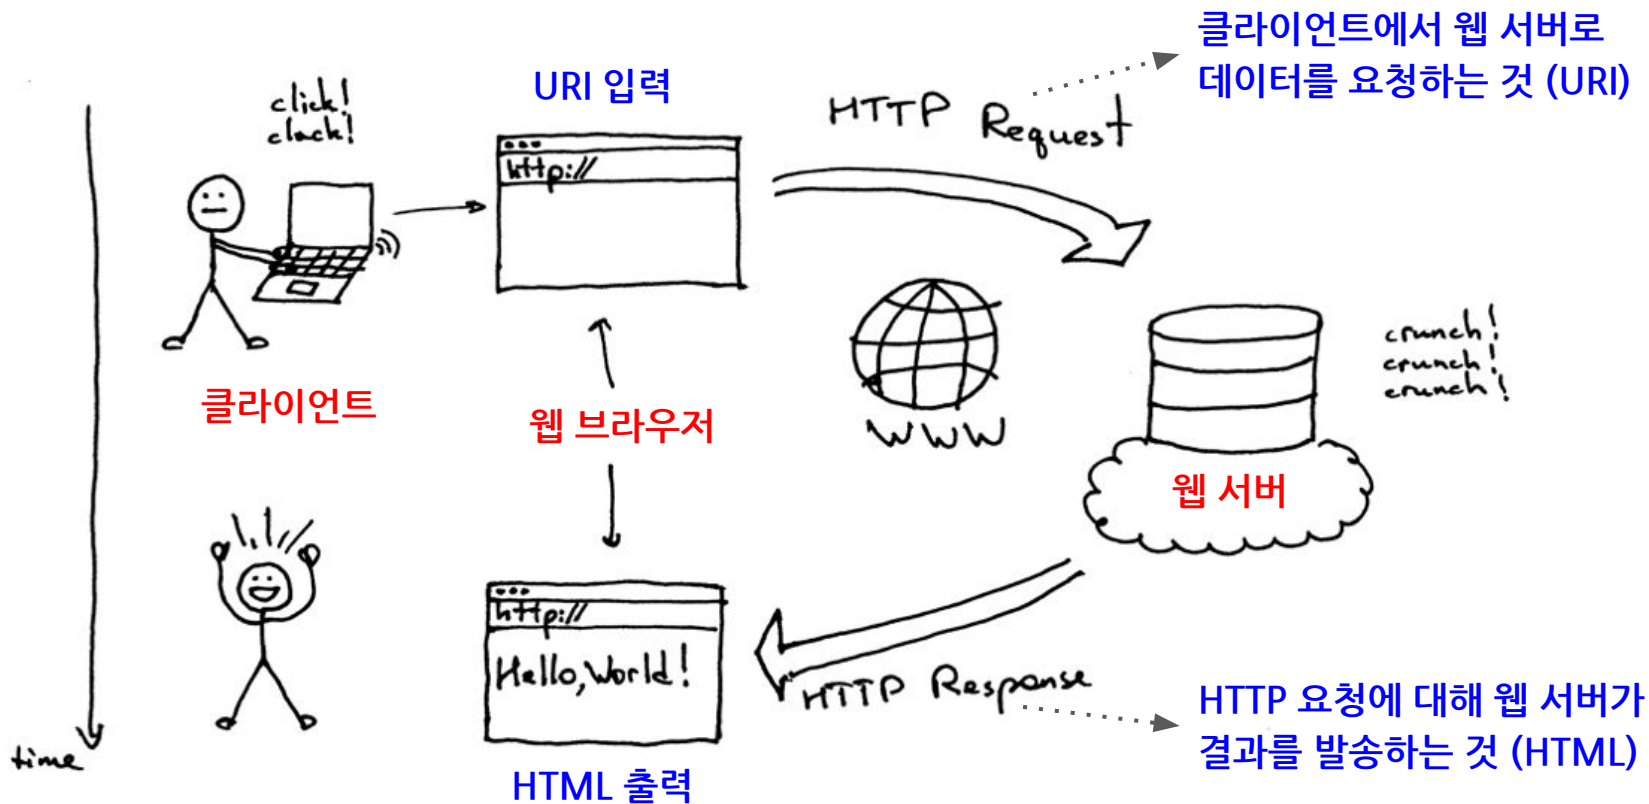 클라이언트에서 웹 서버로
데이터를 요청하는 것 (URI)
URI 입력
click!
clack!
HTTP Request
http://
crunch!
crunch!
crunch!
클라이언트
웹 브라우저
WWW
웹 서버
http://
Hello, World!
HTTP Response
HTTP 요청에 대해 웹 서버가
결과를 발송하는 것 (HTML)
time
HTML 출력